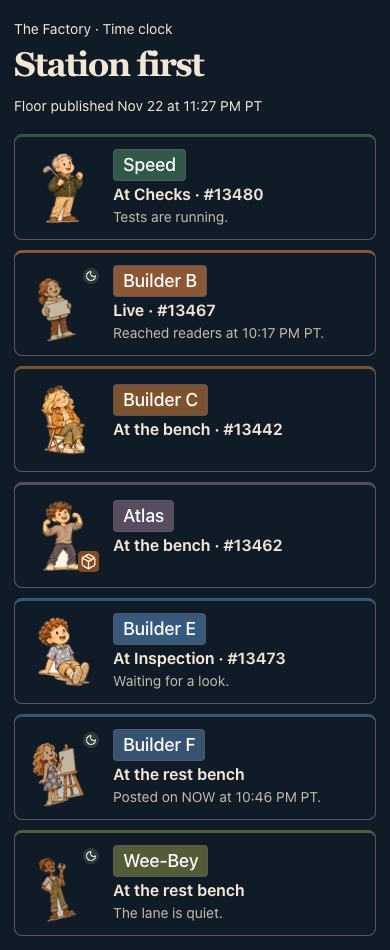 The Factory · Time clock
Station first
Floor published Nov 22 at 11:27 PM PT
Speed
At Checks · #13480
Tests are running.
Builder B
Live · #13467
Reached readers at 10:17 PM PT.
Builder C
At the bench · #13442
Atlas
At the bench · #13462
Builder E
At Inspection · #13473
Waiting for a look.
Builder F
At the rest bench
Posted on NOW at 10:46 PM PT.
Wee-Bey
At the rest bench
The lane is quiet.